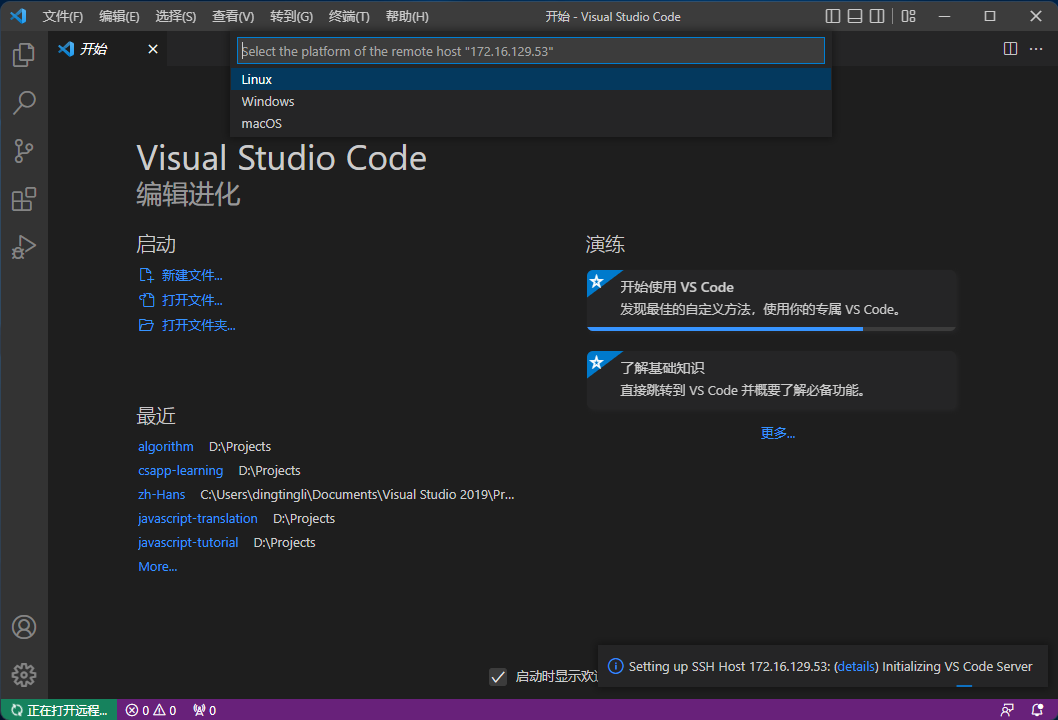 文件(F) 编辑(E) 选择(S) 查看(V) 转到(G) 终端(T) 帮助(H) 开始 - Visual Studio Code
开始
Select the platform of the remote host "172.16.129.53"
Linux
Windows
macOS
Visual Studio Code
编辑进化
启动
新建文件...
打开文件...
打开文件夹...
最近
algorithm D:\Projects
csapp-learning D:\Projects
zh-Hans C:\Users\dingtingli\Documents\Visual Studio 2019\Pr...
javascript-translation D:\Projects
javascript-tutorial D:\Projects
More...
演练
开始使用 VS Code
发现最佳的自定义方法，使用你的专属 VS Code。
了解基础知识
直接跳转到 VS Code 并概要了解必备功能。
更多...
启动时显示欢迎
Setting up SSH Host 172.16.129.53: (details) Initializing VS Code Server
正在打开远程... 0 0 0